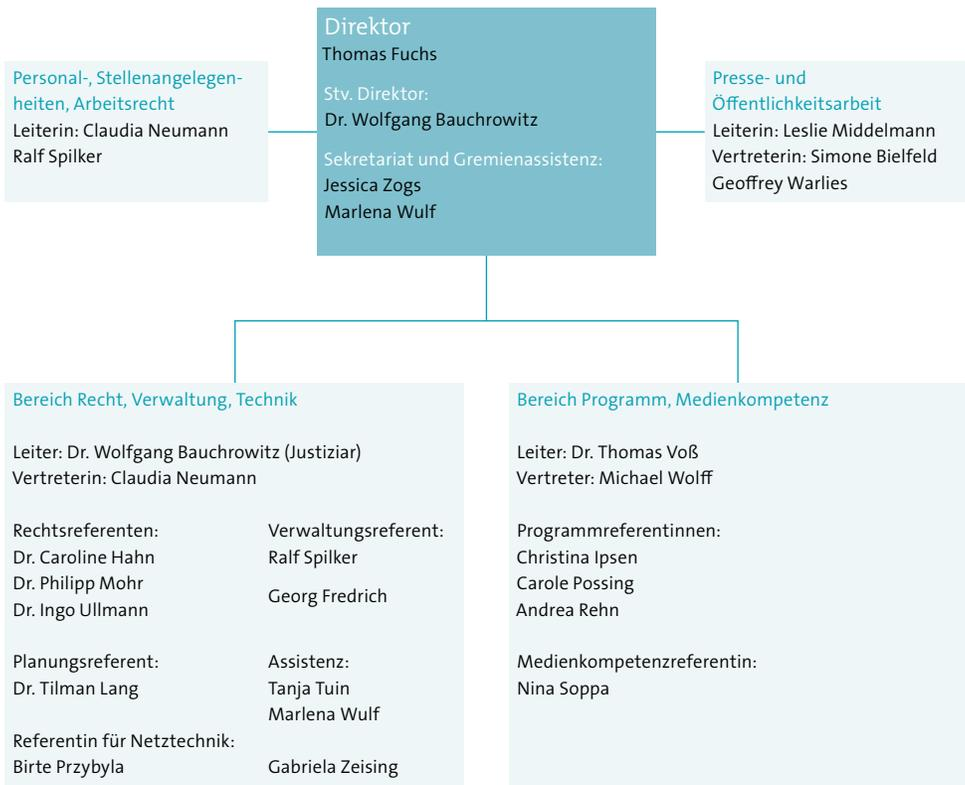 Direktor
Thomas Fuchs
Stv. Direktor:
Dr. Wolfgang Bauchrowitz
Sekretariat und Gremienassistenz:
Jessica Zogs
Marlena Wulf
Personal-, Stellenangelegen-
heiten, Arbeitsrecht
Leiterin: Claudia Neumann
Ralf Spilker
Presse- und
Öffentlichkeitsarbeit
Leiterin: Leslie Middelmann
Vertreterin: Simone Bielfeld
Geoffrey Warlies
Bereich Recht, Verwaltung, Technik
Leiter: Dr. Wolfgang Bauchrowitz (Justiziar)
Vertreterin: Claudia Neumann
Rechtsreferenten:
Dr. Caroline Hahn
Dr. Philipp Mohr
Dr. Ingo Ullmann
Planungsreferent:
Dr. Tilman Lang
Referentin für Netztechnik:
Birte Przybyla
Verwaltungsreferent:
Ralf Spilker
Georg Fredrich
Assistenz:
Tanja Tuin
Marlena Wulf
Gabriela Zeising
Bereich Programm, Medienkompetenz
Leiter: Dr. Thomas Voß
Vertreter: Michael Wolff
Programmreferentinnen:
Christina Ipsen
Carole Possing
Andrea Rehn
Medienkompetenzreferentin:
Nina Soppa